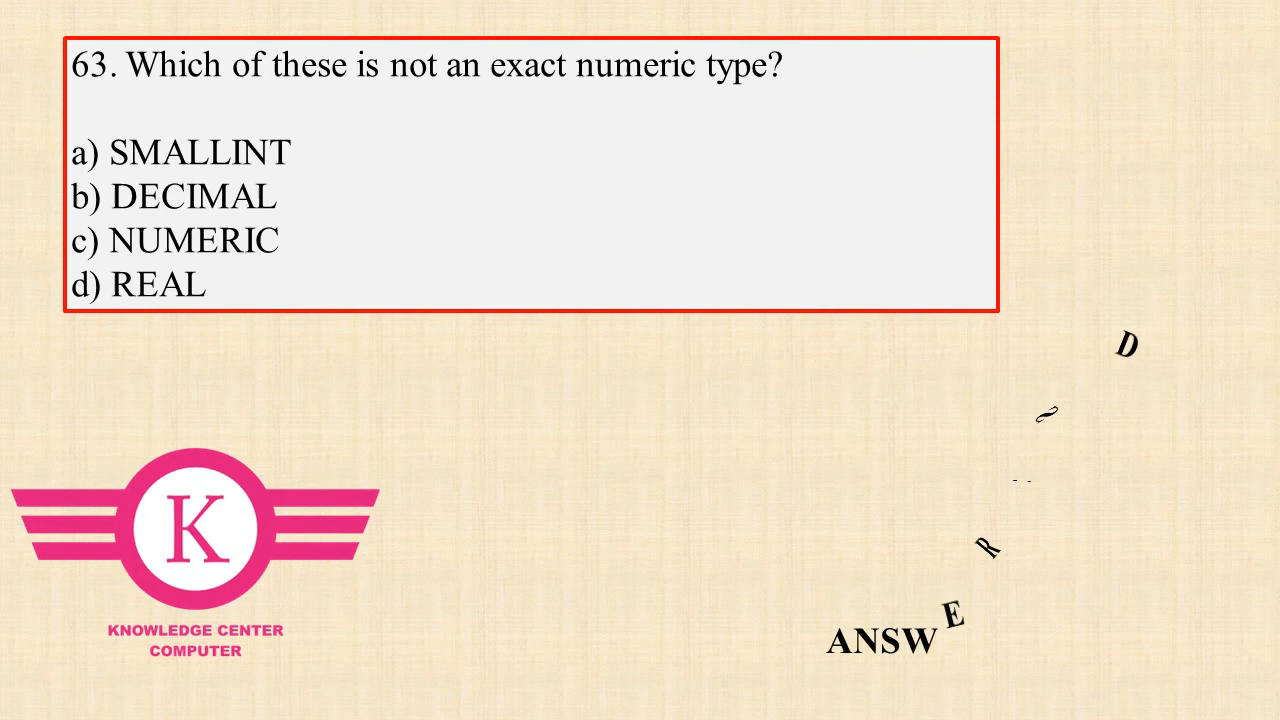 63. Which of these is not an exact numeric type?
a) SMALLINT
b) DECIMAL
c) NUMERIC
d) REAL
K
KNOWLEDGE CENTER
COMPUTER
ANSWER:~D